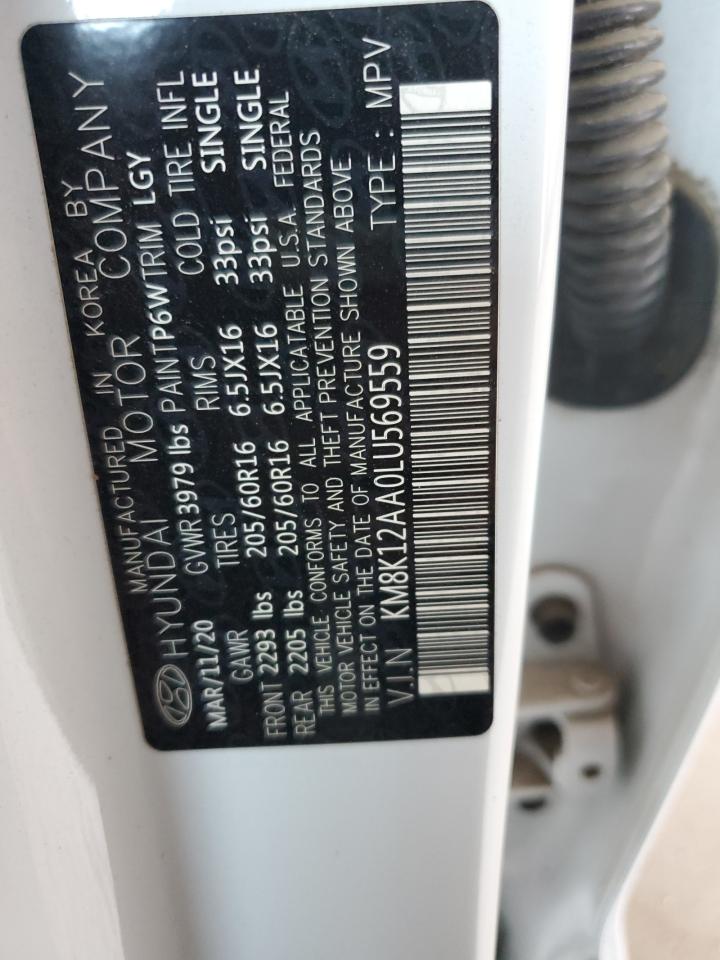 MANUFACTURED IN KOREA BY
HYUNDAI MOTOR COMPANY
MAR/11/20 GVWR 3979 lbs PAINT P6W TRIM LGY
GAWR TIRES RIMS COLD TIRE INFL
FRONT 2293 lbs 205/60R16 6.5JX16 33psi SINGLE
REAR 2205 lbs 205/60R16 6.5JX16 33psi SINGLE
THIS VEHICLE CONFORMS TO ALL APPLICATABLE U.S.A. FEDERAL
MOTOR VEHICLE SAFETY AND THEFT PREVENTION STANDARDS
IN EFFECT ON THE DATE OF MANUFACTURE SHOWN ABOVE.
V.I.N KM8K12AA0LU569559 TYPE : MPV